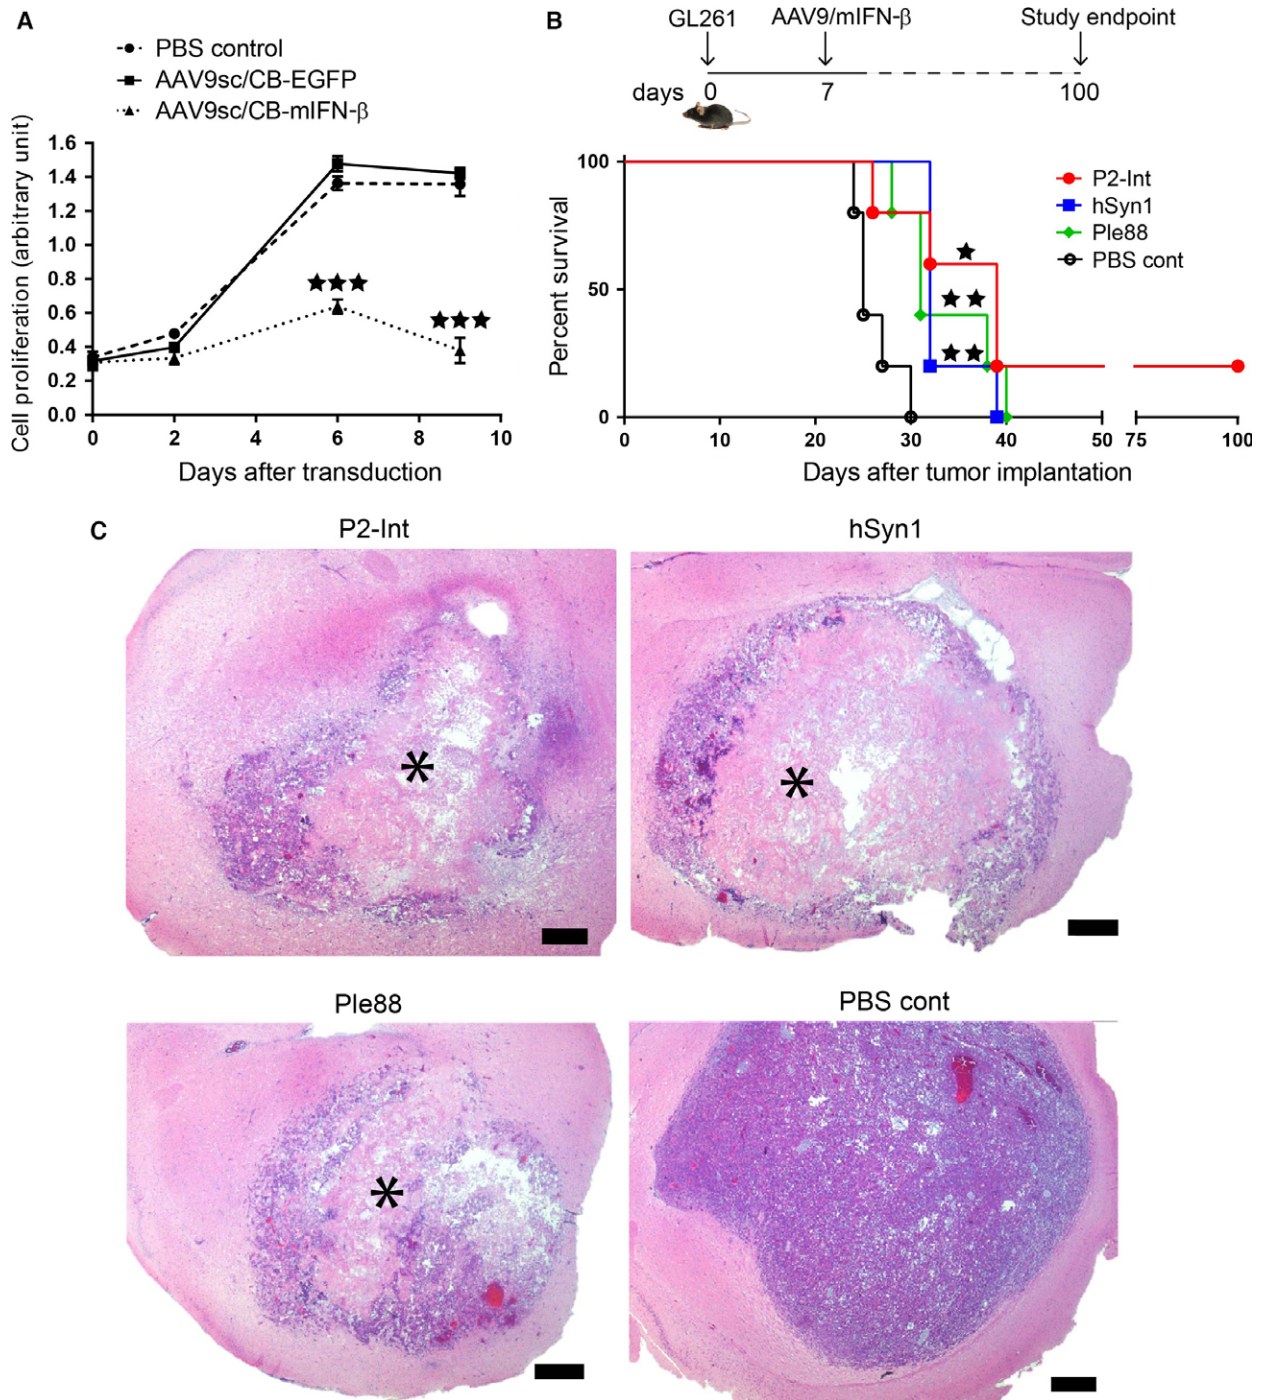 A
PBS control
AAV9sc/CB-EGFP
AAV9sc/CB-mIFN-β
Cell proliferation (arbitrary unit)
1.6
1.4
1.2
1.0
0.8
0.6
0.4
0.2
0.0
★★★
★★★
0 2 4 6 8 10
Days after transduction
B
GL261 AAV9/mIFN-β Study endpoint
days 0 7 100
Percent survival
100
50
0
P2-Int
hSyn1
Ple88
PBS cont
★
★★
★★
0 10 20 30 40 50 75 100
Days after tumor implantation
C
P2-Int hSyn1
* *
Ple88 PBS cont
*